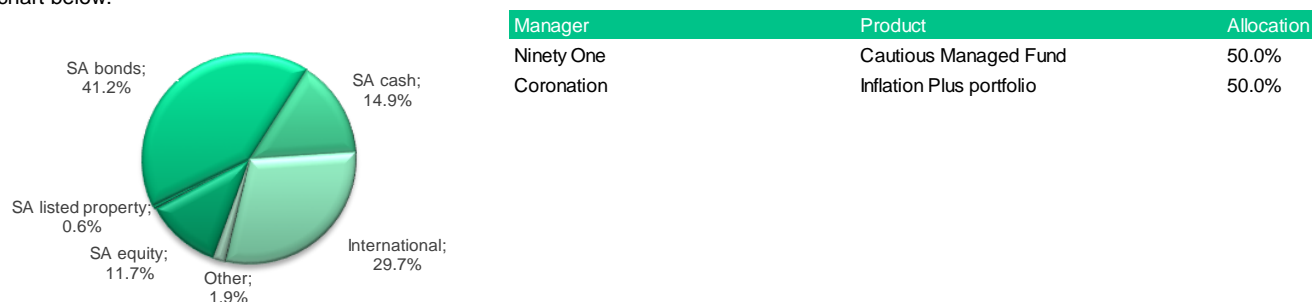 chart below.
Manager Product Allocation
Ninety One Cautious Managed Fund 50.0%
Coronation Inflation Plus portfolio 50.0%
SA bonds;
41.2%
SA cash;
14.9%
SA listed property;
0.6%
SA equity;
11.7%
Other;
1.9%
International;
29.7%